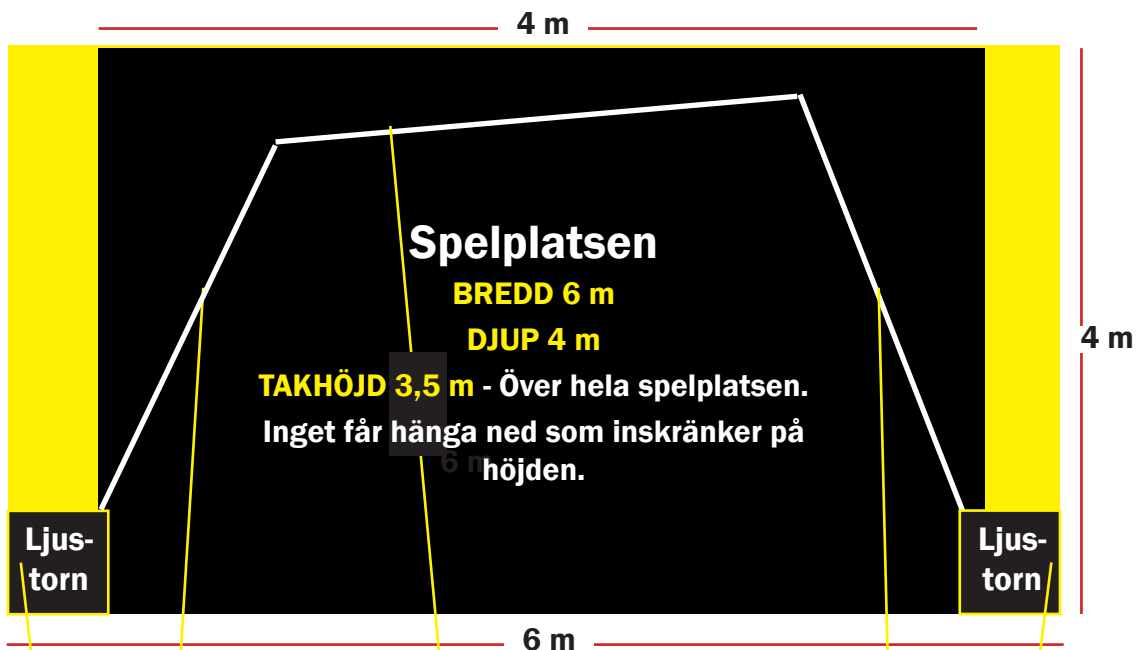 4 m
Spelplatsen
BREDD 6 m
DJUP 4 m
4 m
TAKHÖJD 3,5 m - Över hela spelplatsen.
Inget får hänga ned som inskränker på
6 m
höjden.
Ljus-
torn
Ljus-
torn
6 m